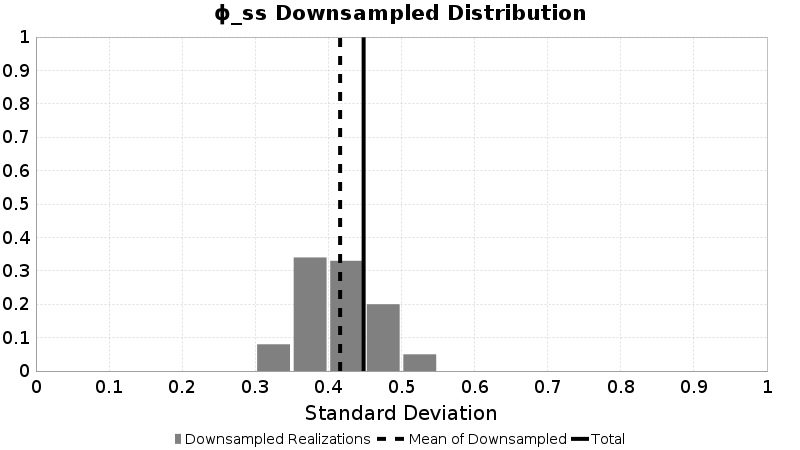 ϕ_ss Downsampled Distribution
1
0.9
0.8
0.7
0.6
0.5
0.4
0.3
0.2
0.1
0
0 0.1 0.2 0.3 0.4 0.5 0.6 0.7 0.8 0.9 1
Standard Deviation
Downsampled Realizations Mean of Downsampled Total